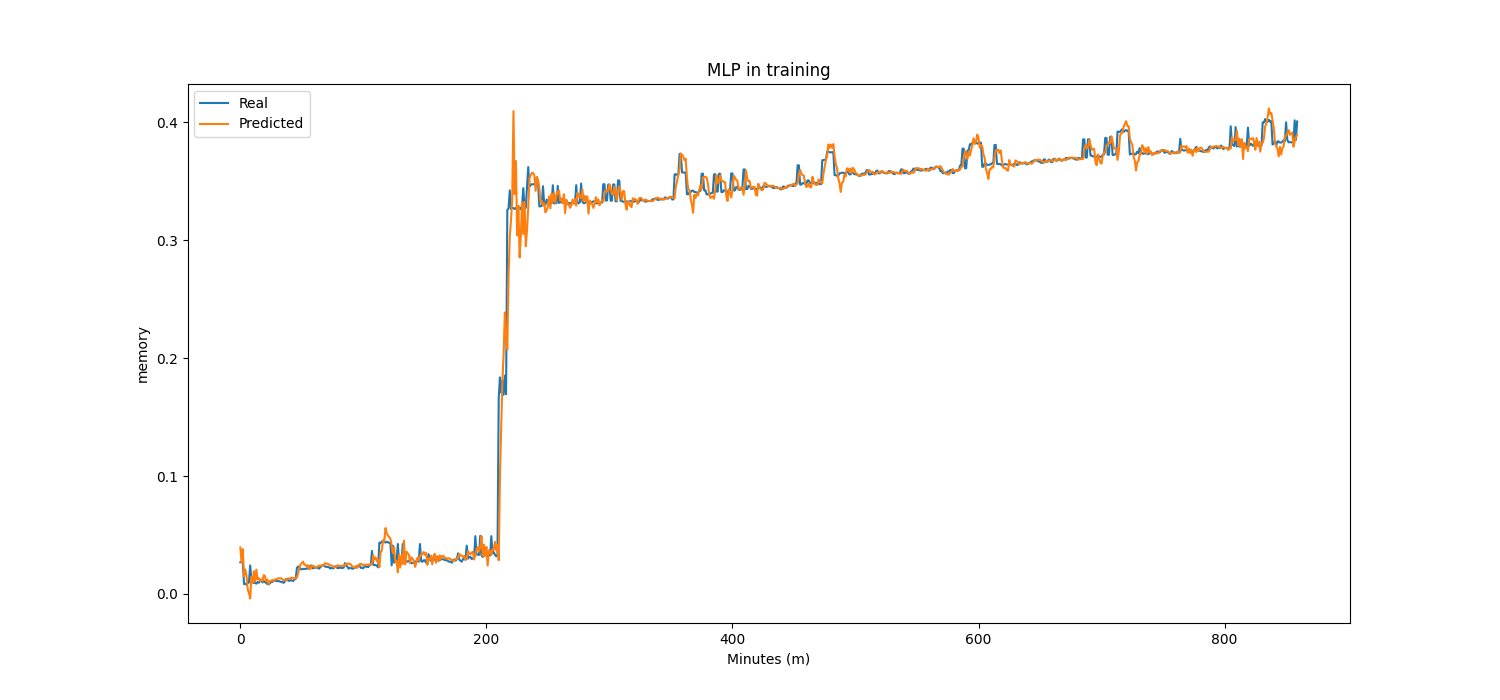 MLP in training
Real
Predicted
0.4
0.3
0.2
0.1
0.0
memory
0 200 400 600 800
Minutes (m)